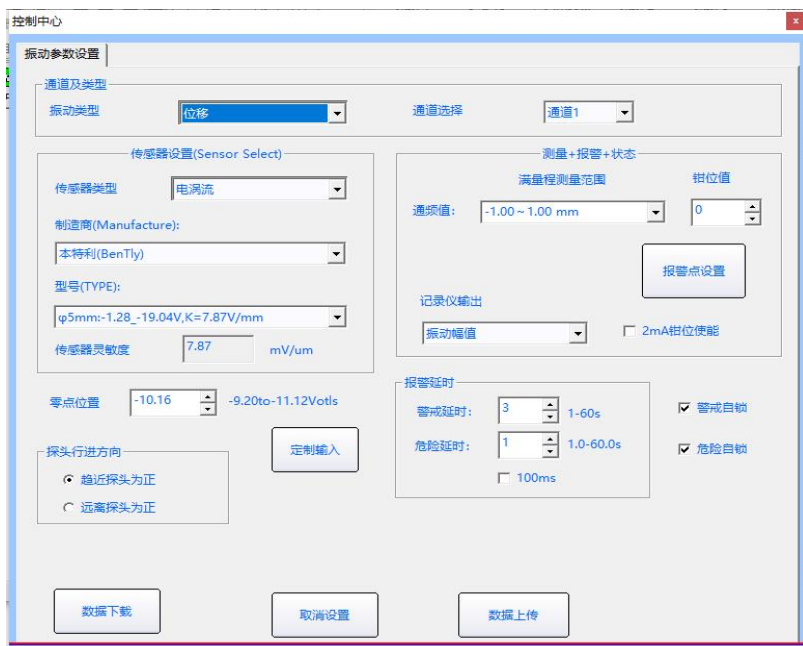 控制中心
x
振动参数设置
通道及类型
振动类型 位移 通道选择 通道1
传感器设置(Sensor Select) 测量+报警+状态
满量程测量范围 钳位值
传感器类型 电涡流
通频值: -1.00 ~ 1.00 mm 0
制造商(Manufacture):
本特利(BenTly)
报警点设置
型号(TYPE):
记录仪输出
φ5mm:-1.28_-19.04V,K=7.87V/mm
振动幅值 2mA钳位使能
传感器灵敏度 7.87 mV/um
报警延时
零点位置 -10.16 -9.20to-11.12Votls
警戒延时: 3 1-60s 警戒自锁
定制输入
危险延时: 1 1.0-60.0s 危险自锁
探头行进方向
趋近探头为正 100ms
远离探头为正
数据下载 取消设置 数据上传